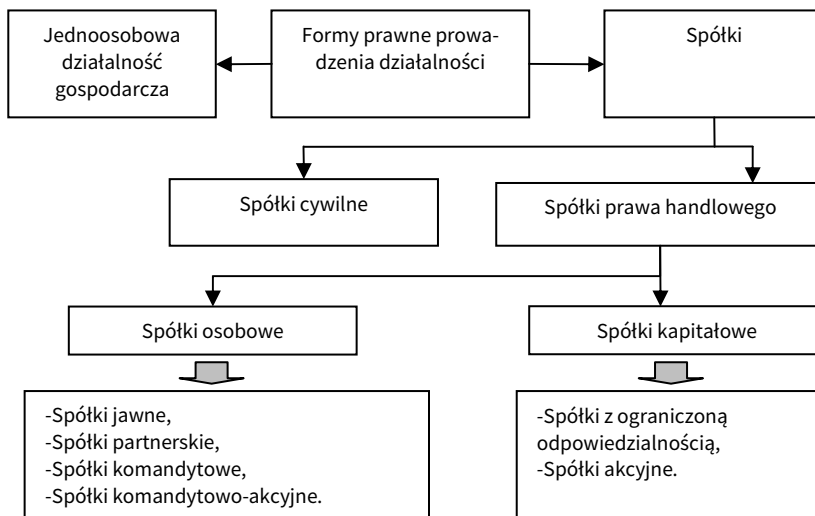 Jednoosobowa
działalność
gospodarcza
Formy prawne prowa-
dzenia działalności
Spółki
Spółki cywilne
Spółki prawa handlowego
Spółki osobowe
Spółki kapitałowe
-Spółki jawne,
-Spółki partnerskie,
-Spółki komandytowe,
-Spółki komandytowo-akcyjne.
-Spółki z ograniczoną
odpowiedzialnością,
-Spółki akcyjne.